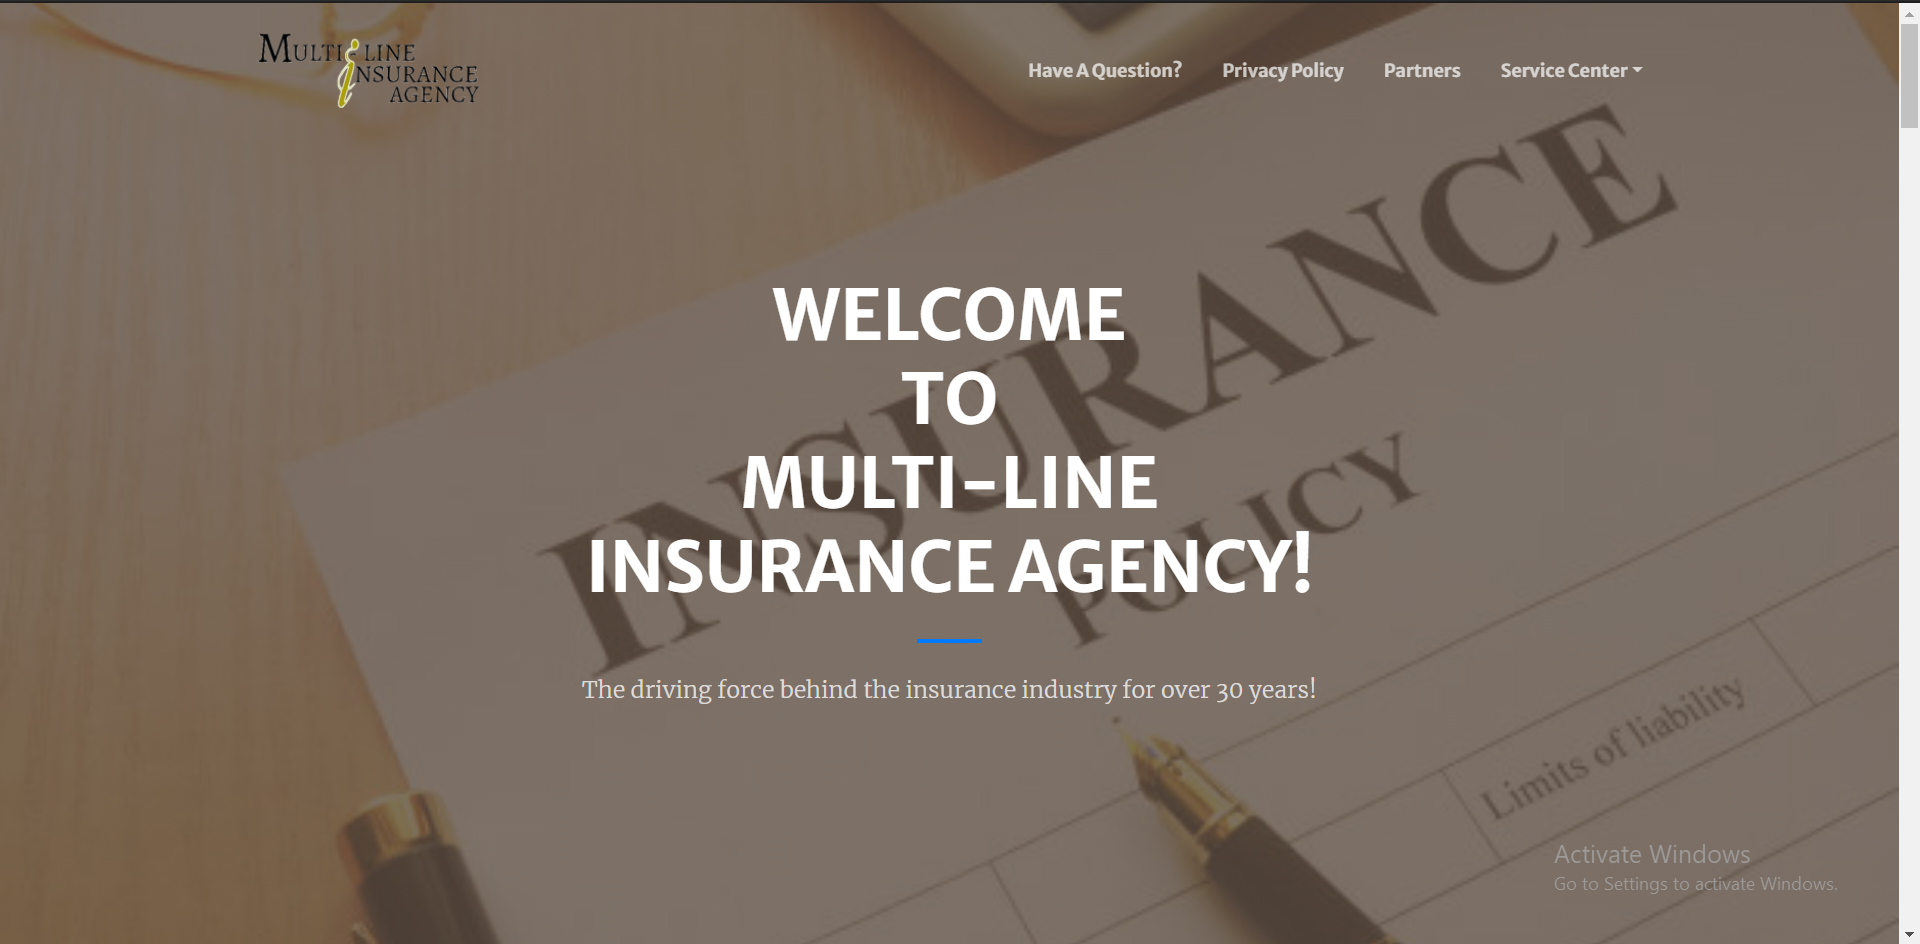 MULTI-LINE
INSURANCE
AGENCY
Have A Question?
Privacy Policy
Partners
Service Center
INSURANCE
POLICY
WELCOME
TO
MULTI-LINE
INSURANCE AGENCY!
The driving force behind the insurance industry for over 30 years!
Limits of liability
Activate Windows
Go to Settings to activate Windows.